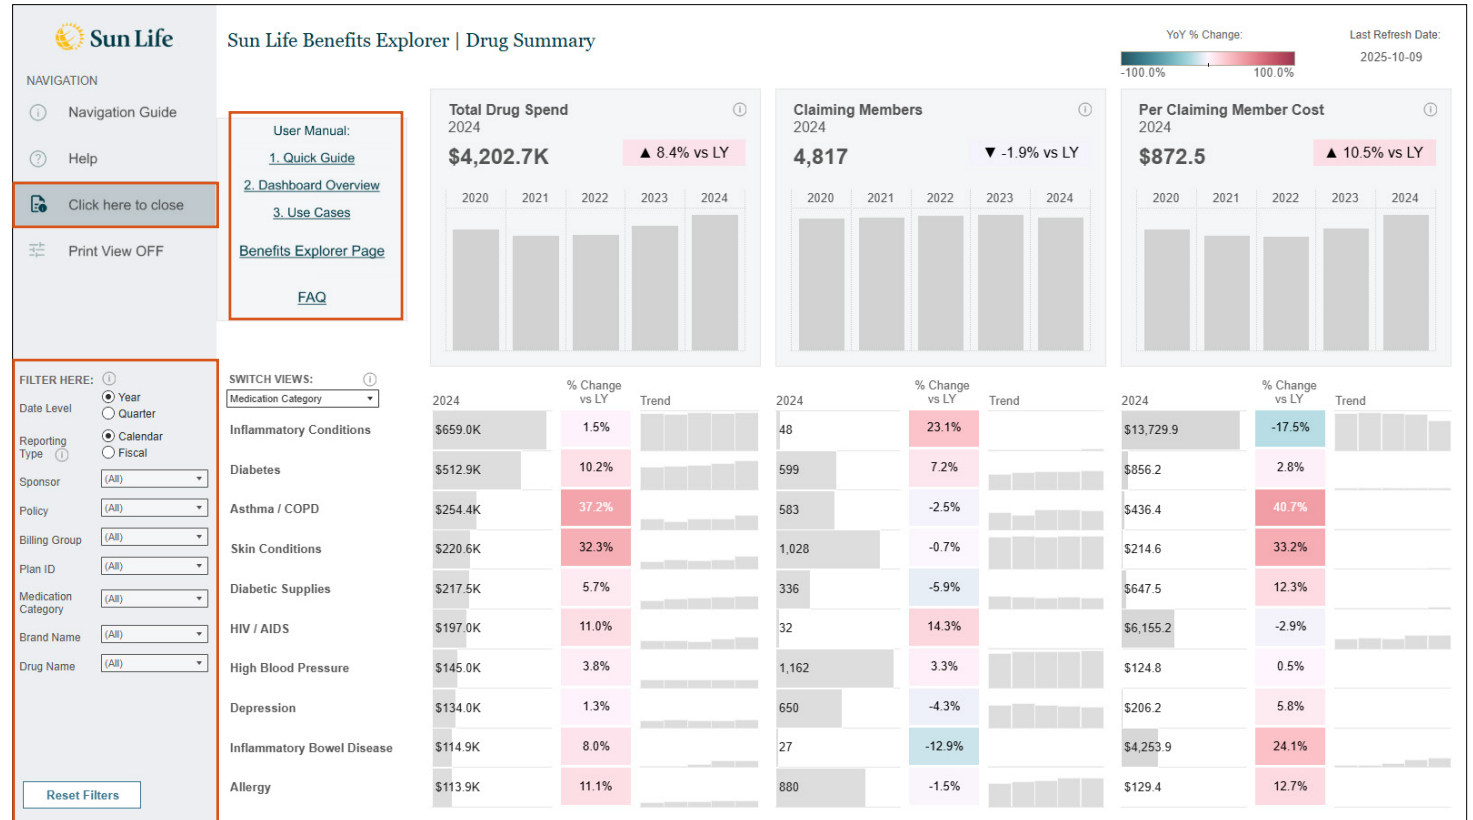 Sun Life
Sun Life Benefits Explorer | Drug Summary
YoY % Change:
-100.0% 100.0%
Last Refresh Date:
2025-10-09
NAVIGATION
Navigation Guide
Help
Click here to close
Print View OFF
User Manual:
1. Quick Guide
2. Dashboard Overview
3. Use Cases
Benefits Explorer Page
FAQ
Total Drug Spend
2024
$4,202.7K
▲ 8.4% vs LY
2020 2021 2022 2023 2024
Claiming Members
2024
4,817
▼ -1.9% vs LY
2020 2021 2022 2023 2024
Per Claiming Member Cost
2024
$872.5
▲ 10.5% vs LY
2020 2021 2022 2023 2024
FILTER HERE:
Date Level
Year
Quarter
Reporting
Type
Calendar
Fiscal
Sponsor (All)
Policy (All)
Billing Group (All)
Plan ID (All)
Medication
Category
(All)
Brand Name (All)
Drug Name (All)
Reset Filters
SWITCH VIEWS:
Medication Category
2024 % Change
vs LY Trend 2024 % Change
vs LY Trend 2024 % Change
vs LY Trend
Inflammatory Conditions $659.0K 1.5% 48 23.1% $13,729.9 -17.5%
Diabetes $512.9K 10.2% 599 7.2% $856.2 2.8%
Asthma / COPD $254.4K 37.2% 583 -2.5% $436.4 40.7%
Skin Conditions $220.6K 32.3% 1,028 -0.7% $214.6 33.2%
Diabetic Supplies $217.5K 5.7% 336 -5.9% $647.5 12.3%
HIV / AIDS $197.0K 11.0% 32 14.3% $6,155.2 -2.9%
High Blood Pressure $145.0K 3.8% 1,162 3.3% $124.8 0.5%
Depression $134.0K 1.3% 650 -4.3% $206.2 5.8%
Inflammatory Bowel Disease $114.9K 8.0% 27 -12.9% $4,253.9 24.1%
Allergy $113.9K 11.1% 880 -1.5% $129.4 12.7%